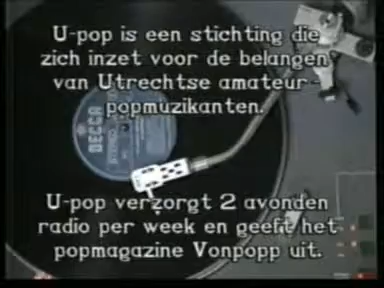 U-pop is een stichting die
zich inzet voor de belangen
van Utrechtse amateur-
popmuzikanten.
DECCA
U-pop verzorgt 2 avonden
radio per week en geeft het
popmagazine Vonpopp uit.